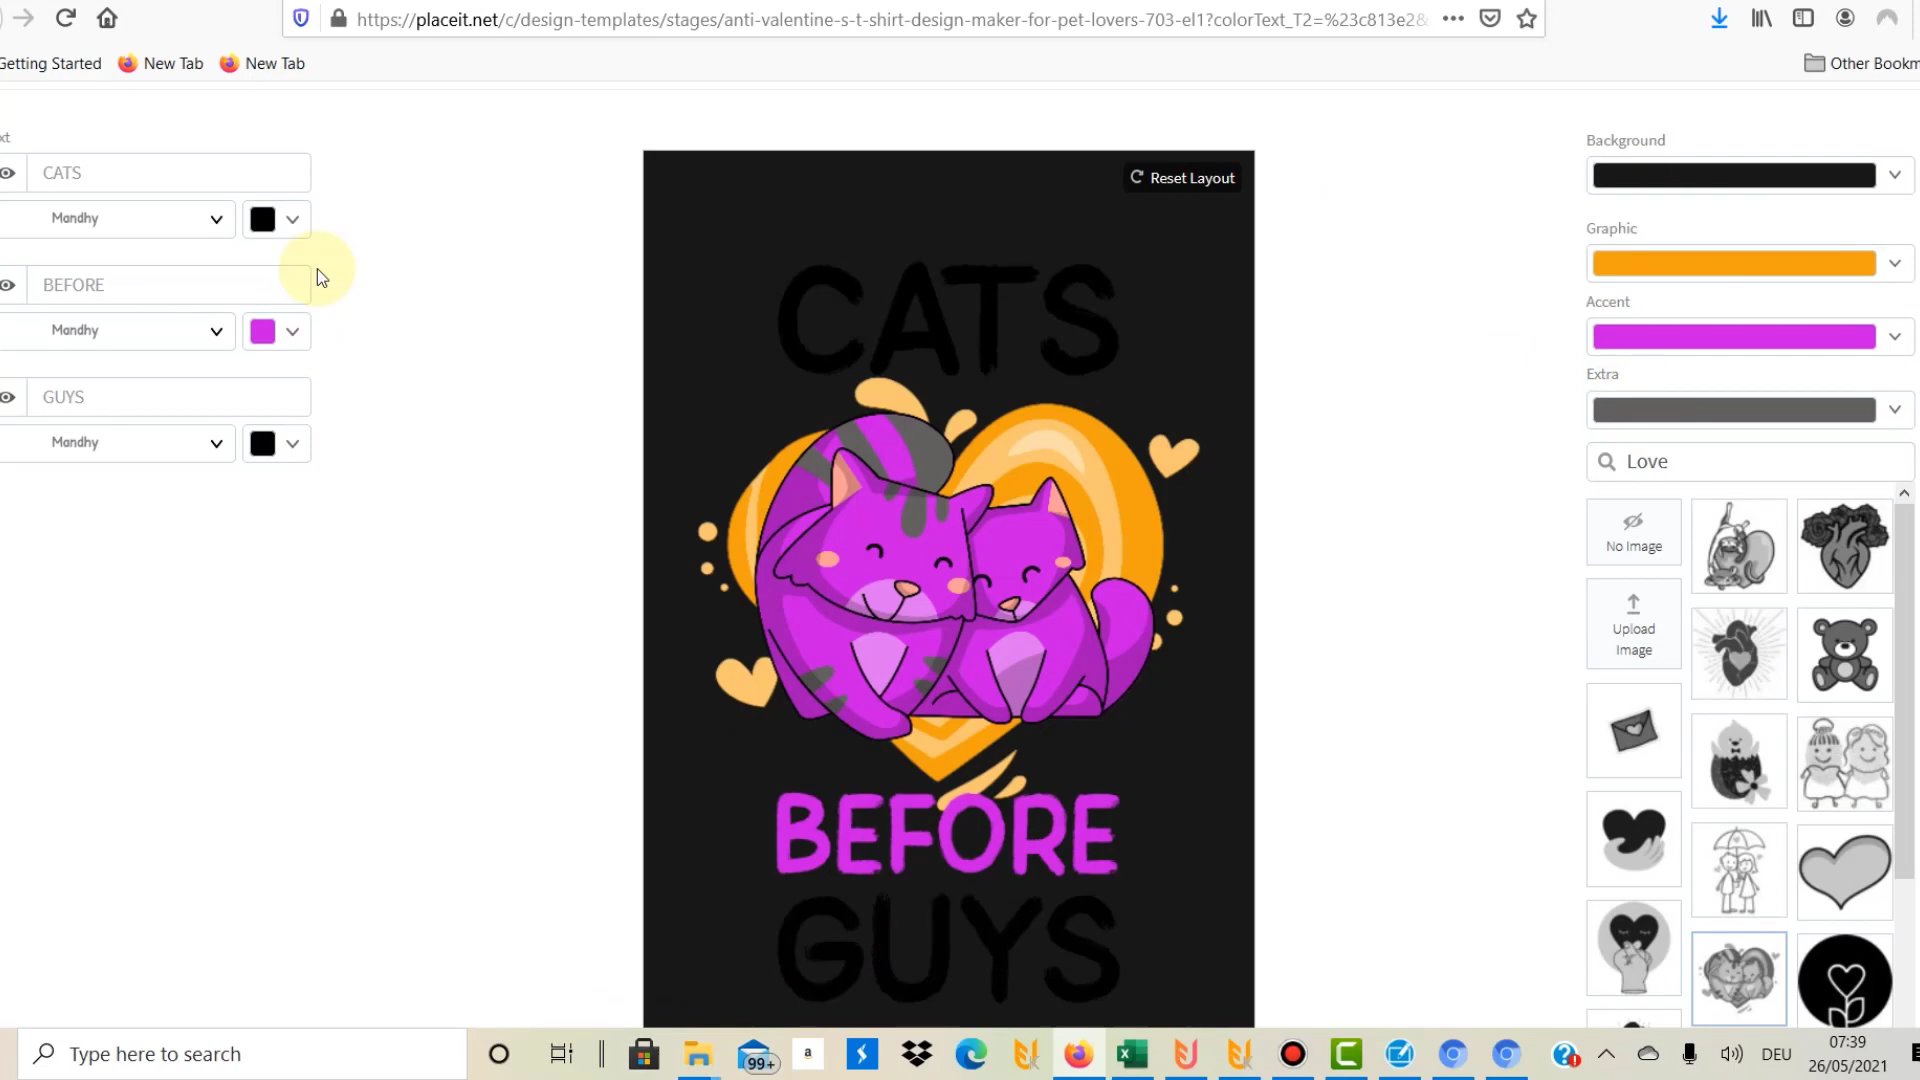 https://placeit.net/c/design-templates/stages/anti-valentine-s-t-shirt-design-maker-for-pet-lovers-703-el1?colorText_T2=%23c813e2&
Getting Started
New Tab
New Tab
Other Bookm
xt
CATS
Mandhy
BEFORE
Mandhy
GUYS
Mandhy
Reset Layout
CATS
BEFORE
GUYS
Background
Graphic
Accent
Extra
Love
No Image
Upload
Image
Type here to search
99+
a
DEU
07:39
26/05/2021